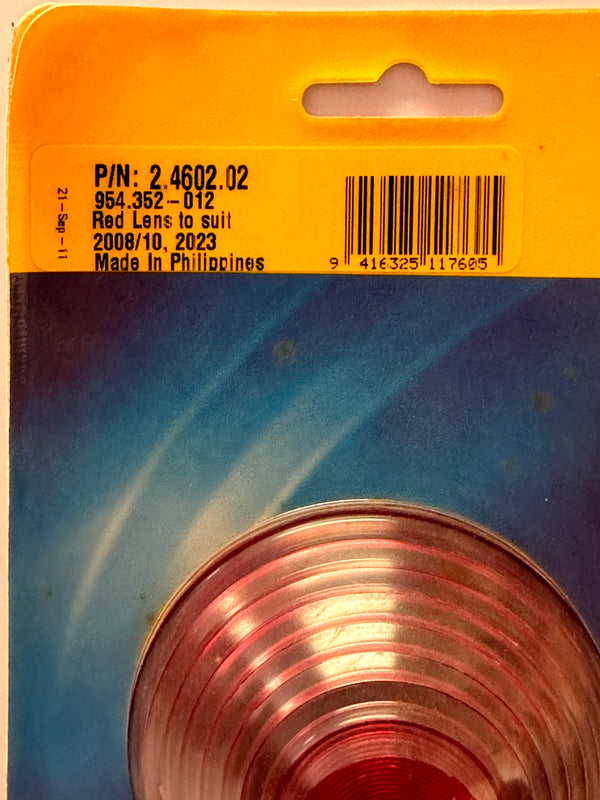 P/N: 2.4602.02
954.352-012
Red Lens to suit
2008/10, 2023
Made In Philippines
21-Sep-11
9 416325 117605